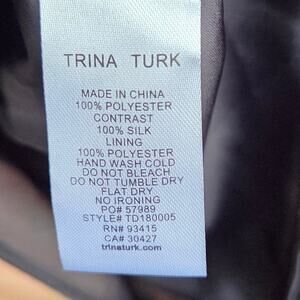 TRINA TURK
MADE IN CHINA
100% POLYESTER
CONTRAST
100% SILK
LINING
100% POLYESTER
HAND WASH COLD
DO NOT BLEACH
DO NOT TUMBLE DRY
FLAT DRY
NO IRONING
PO# 57989
STYLE# TD180005
RN# 93415
CA# 30427
trinaturk.com